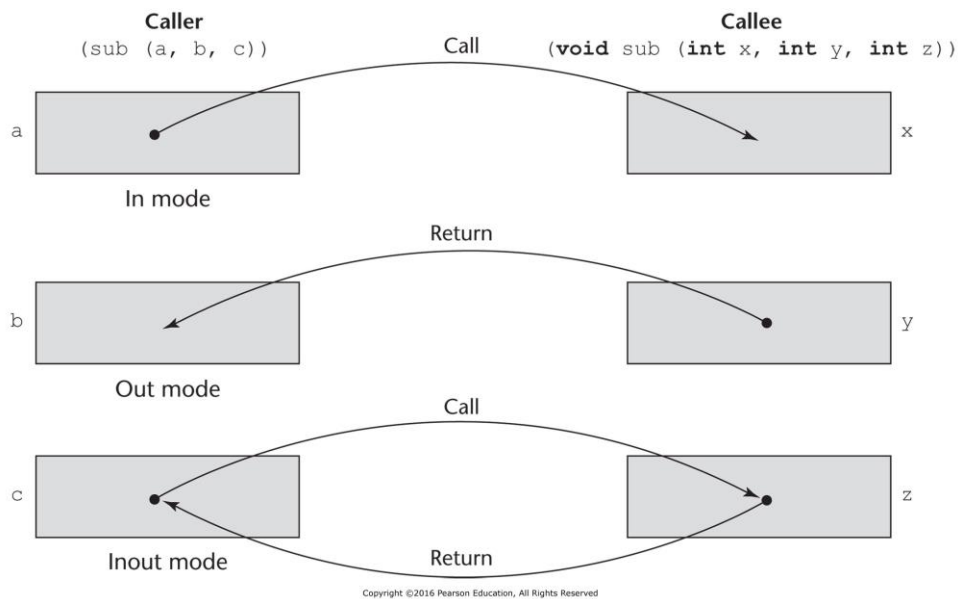 Caller
(sub (a, b, c))
Call
Callee
(void sub (int x, int y, int z))
a
x
In mode
Return
b
y
Out mode
Call
c
z
Inout mode
Return
Copyright ©2016 Pearson Education, All Rights Reserved